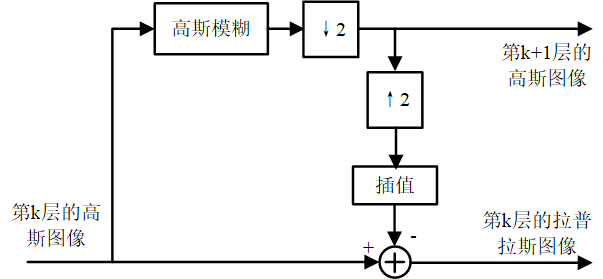 高斯模糊
↓2
第k+1层的
高斯图像
↑2
插值
第k层的高
斯图像
第k层的拉普
拉斯图像
+
-